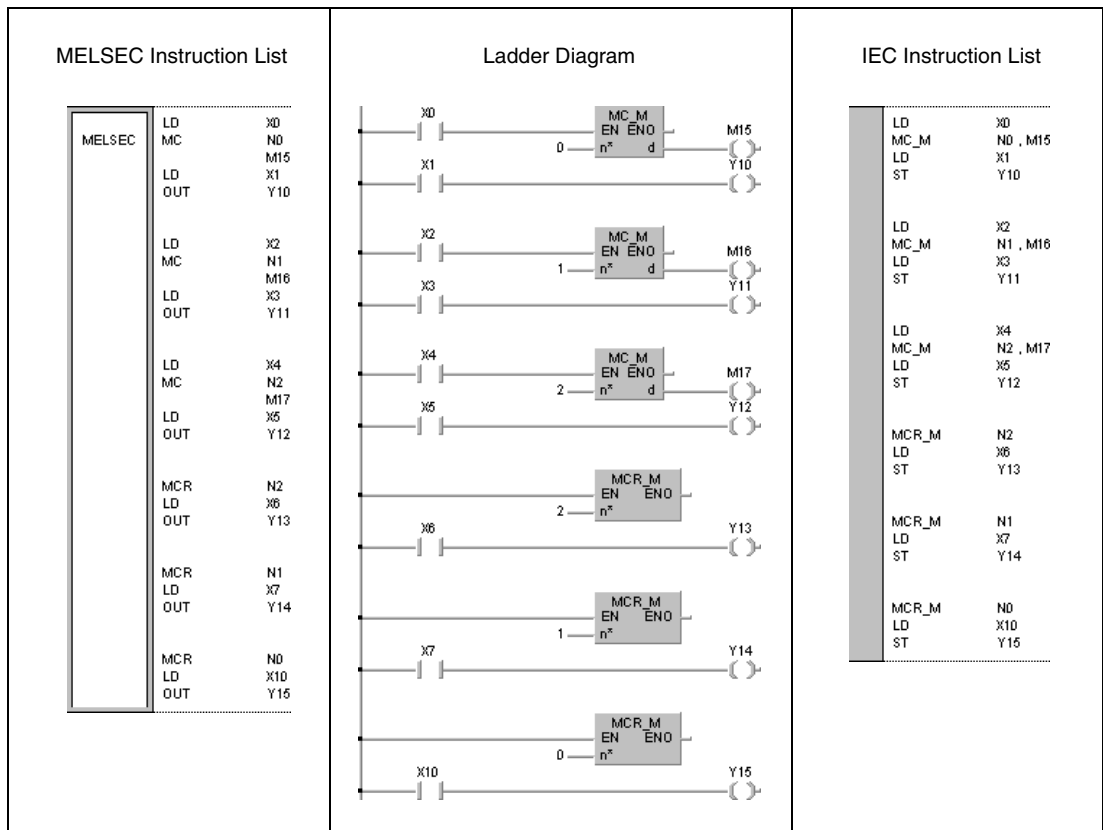 MELSEC Instruction List
MELSEC
LD X0
MC N0
M15
LD X1
OUT Y10
LD X2
MC N1
M16
LD X3
OUT Y11
LD X4
MC N2
M17
LD X5
OUT Y12
MCR N2
LD X6
OUT Y13
MCR N1
LD X7
OUT Y14
MCR N0
LD X10
OUT Y15
Ladder Diagram
X0
MC_M
EN ENO
M15
0 n* d
X1
Y10
X2
MC_M
EN ENO
M16
1 n* d
X3
Y11
X4
MC_M
EN ENO
M17
2 n* d
X5
Y12
MCR_M
EN ENO
2 n*
X6
Y13
MCR_M
EN ENO
1 n*
X7
Y14
MCR_M
EN ENO
0 n*
X10
Y15
IEC Instruction List
LD X0
MC_M N0 , M15
LD X1
ST Y10
LD X2
MC_M N1 , M16
LD X3
ST Y11
LD X4
MC_M N2 , M17
LD X5
ST Y12
MCR_M N2
LD X6
ST Y13
MCR_M N1
LD X7
ST Y14
MCR_M N0
LD X10
ST Y15